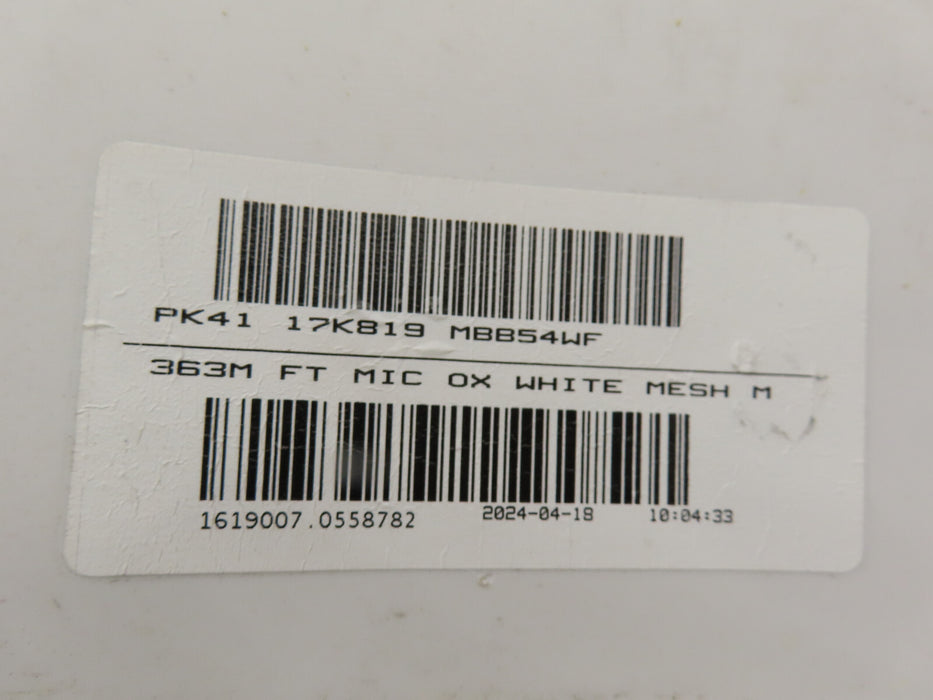 PK41 17K819 MBB54WF
363M FT MIC OX WHITE MESH M
1619007.0558782 2024-04-18 10:04:33